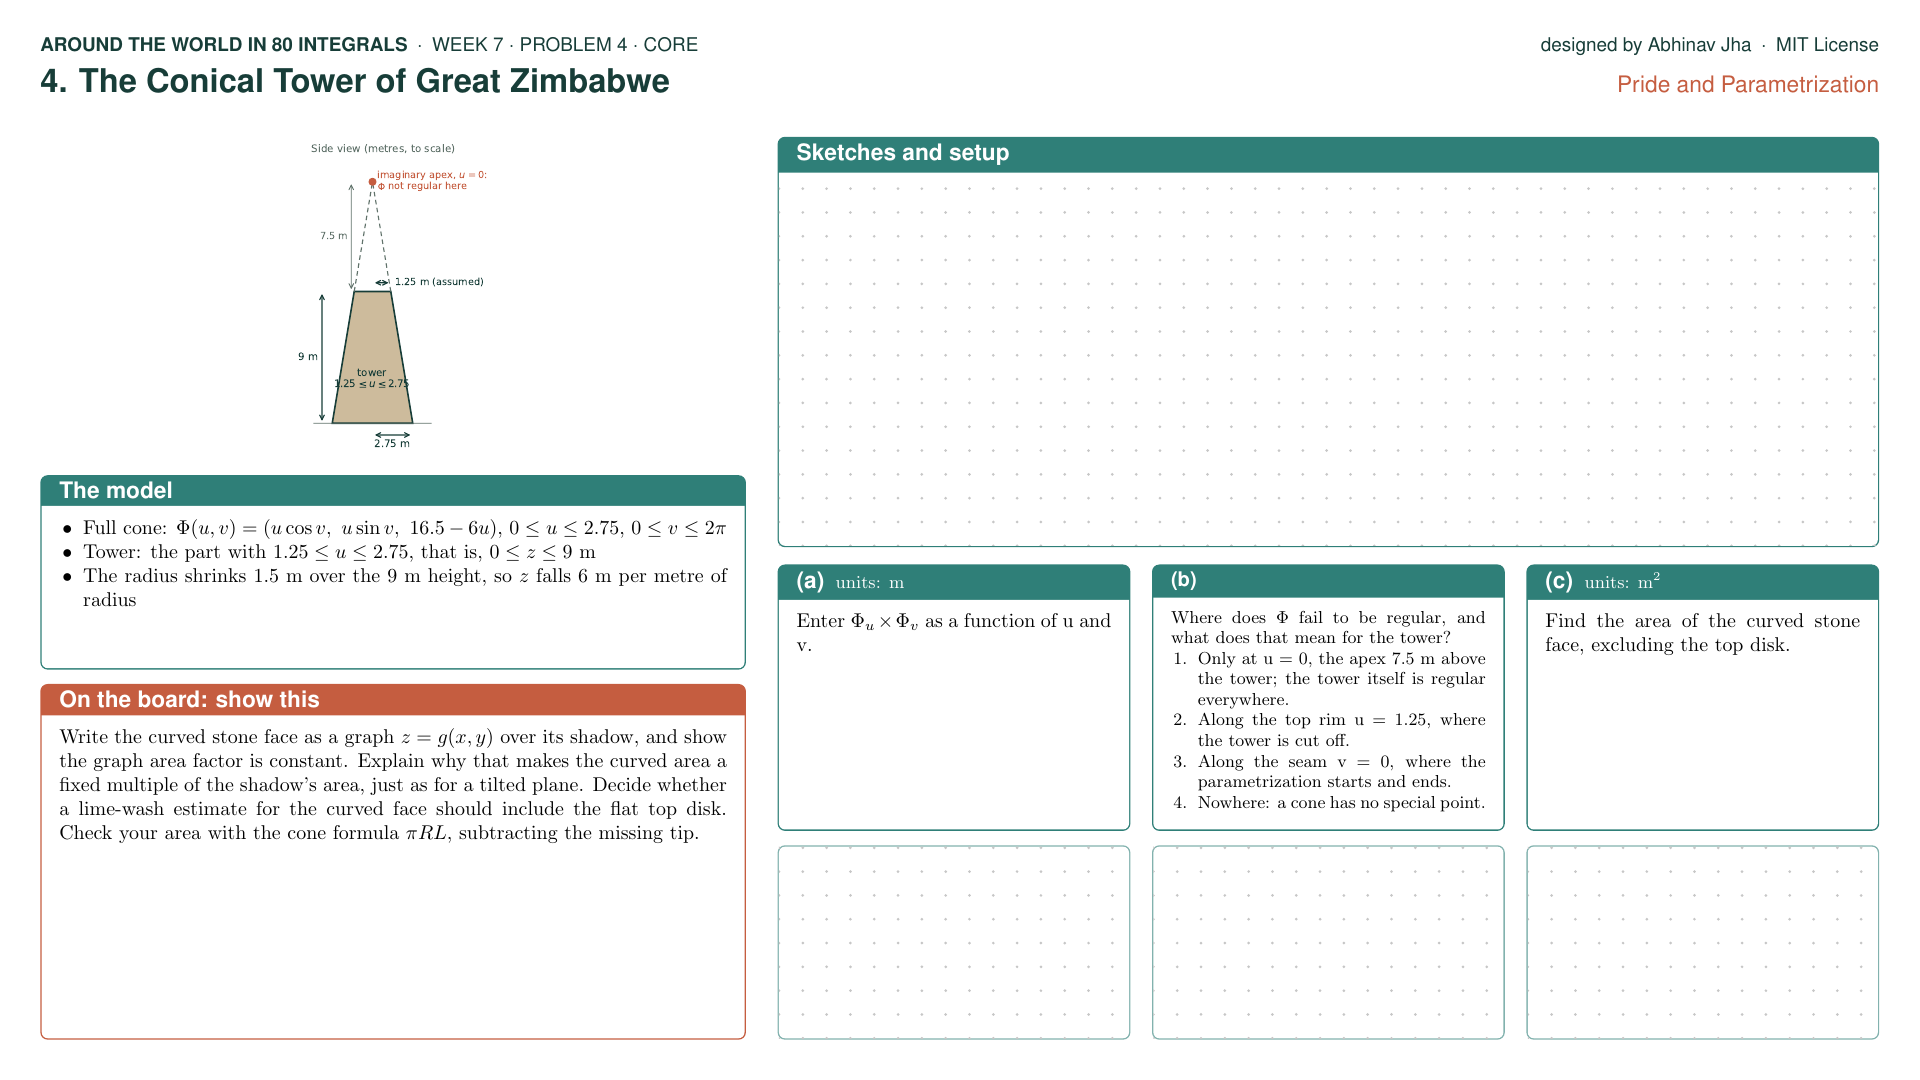 AROUND THE WORLD IN 80 INTEGRALS · WEEK 7 · PROBLEM 4 · CORE
designed by Abhinav Jha · MIT License
4. The Conical Tower of Great Zimbabwe
Pride and Parametrization
Side view (metres, to scale)
imaginary apex, u = 0:
Φ not regular here
7.5 m
1.25 m (assumed)
9 m
tower
1.25 ≤ u ≤ 2.75
2.75 m
The model
• Full cone: Φ(u, v) = (u cos v, u sin v, 16.5 − 6u), 0 ≤ u ≤ 2.75, 0 ≤ v ≤ 2π
• Tower: the part with 1.25 ≤ u ≤ 2.75, that is, 0 ≤ z ≤ 9 m
• The radius shrinks 1.5 m over the 9 m height, so z falls 6 m per metre of
radius
On the board: show this
Write the curved stone face as a graph z = g(x, y) over its shadow, and show
the graph area factor is constant. Explain why that makes the curved area a
fixed multiple of the shadow's area, just as for a tilted plane. Decide whether
a lime-wash estimate for the curved face should include the flat top disk.
Check your area with the cone formula πRL, subtracting the missing tip.
Sketches and setup
(a) units: m
Enter Φᵤ × Φᵥ as a function of u and
v.
(b)
Where does Φ fail to be regular, and
what does that mean for the tower?
1. Only at u = 0, the apex 7.5 m above
the tower; the tower itself is regular
everywhere.
2. Along the top rim u = 1.25, where
the tower is cut off.
3. Along the seam v = 0, where the
parametrization starts and ends.
4. Nowhere: a cone has no special point.
(c) units: m²
Find the area of the curved stone
face, excluding the top disk.